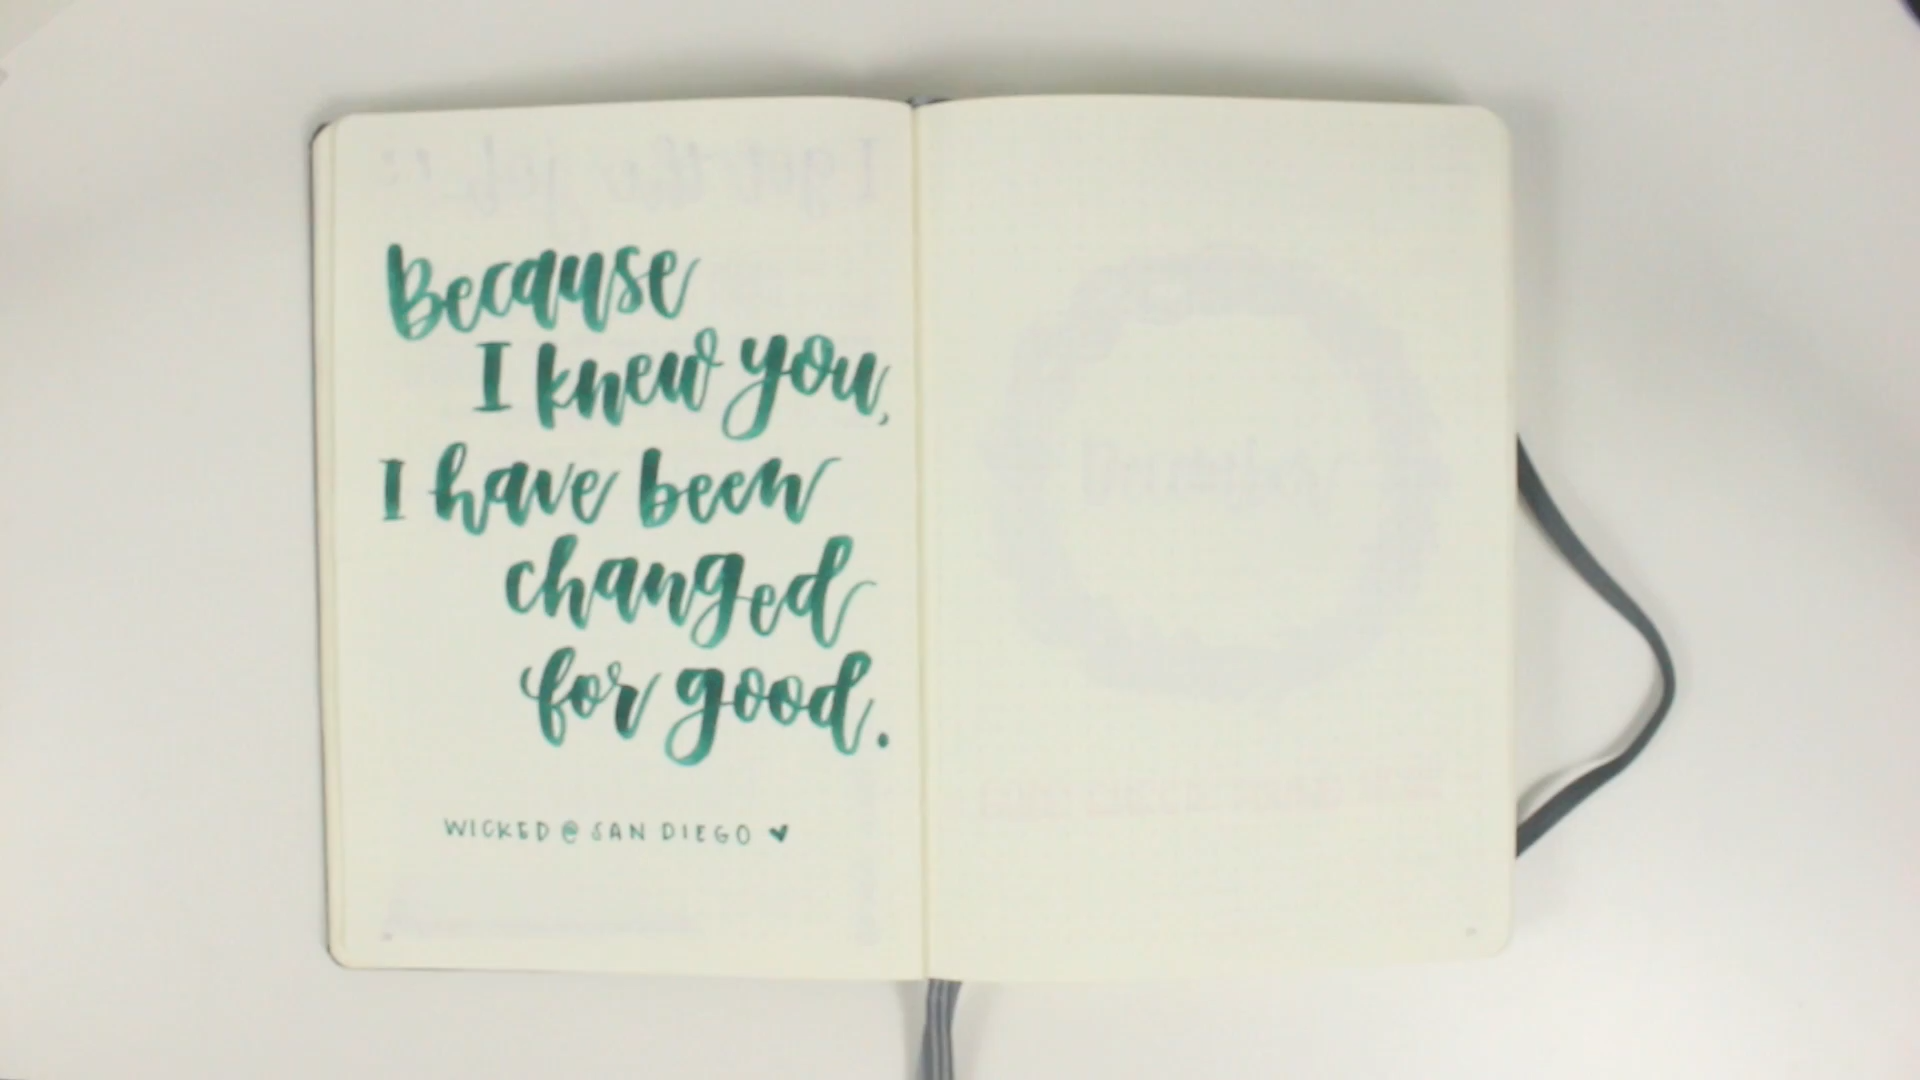 Because
I knew you,
I have been
changed
for good.
WICKED @ SAN DIEGO ♥